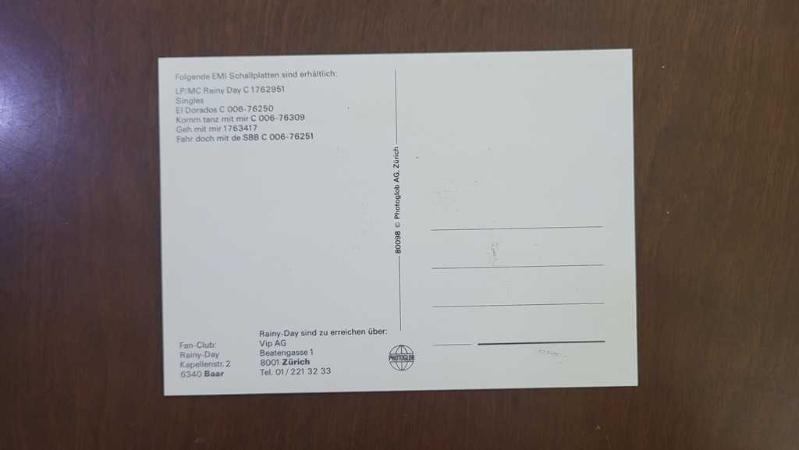 Folgende EMI Schallplatten sind erhältlich:
LP/MC Rainy Day C 1762951
Singles
El Dorados C 006-76250
Komm tanz mit mir C 006-76309
Geh mit mir 1763417
Fahr doch mit de SBB C 006-76251
80098 © Photoglob AG, Zürich
Fan-Club:
Rainy-Day
Kapellenstr. 2
6340 Baar
Rainy-Day sind zu erreichen über:
Vip AG
Beatengasse 1
8001 Zürich
Tel. 01/221 32 33
PHOTOGLOB